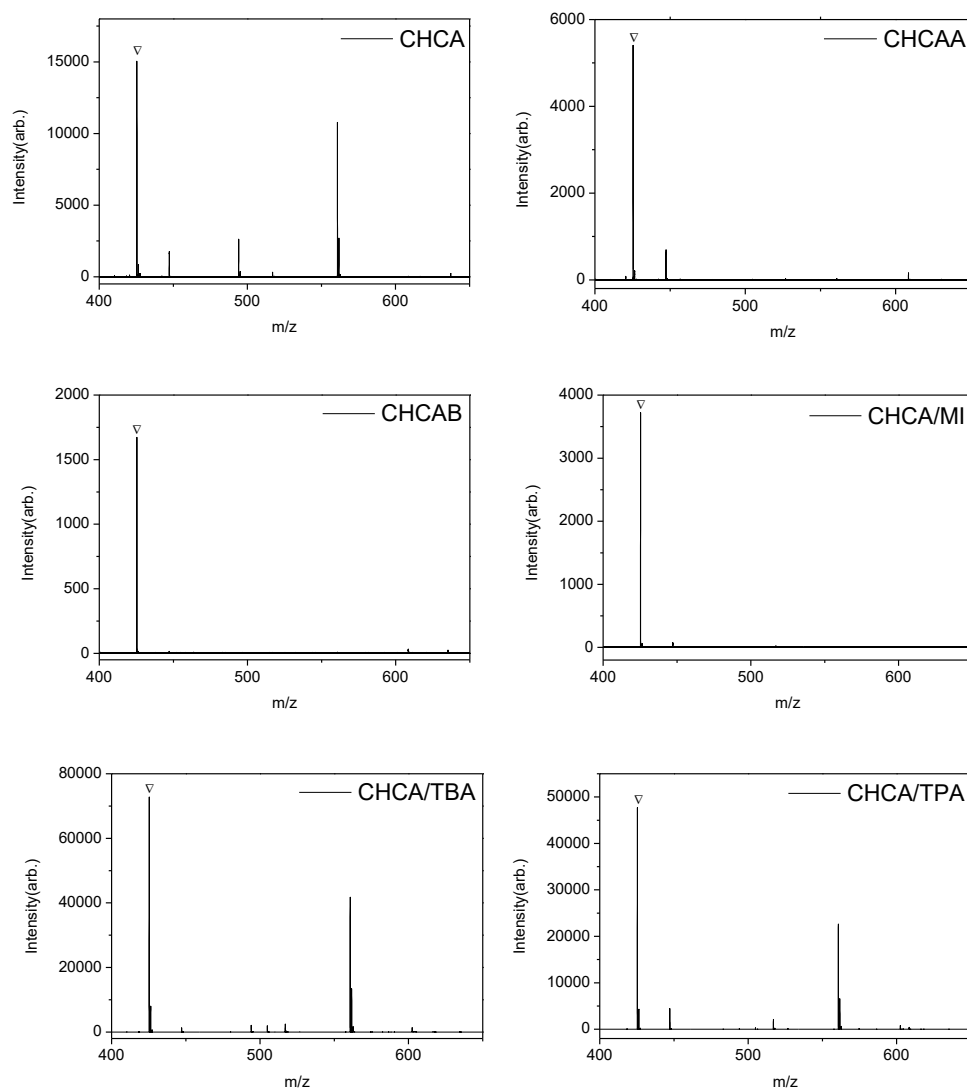 CHCA
▽
15000
10000
5000
0
Intensity(arb.)
400 500 600
m/z
CHCAA
▽
6000
4000
2000
0
Intensity(arb.)
400 500 600
m/z
CHCAB
▽
2000
1500
1000
500
0
Intensity(arb.)
400 500 600
m/z
CHCA/MI
▽
4000
3000
2000
1000
0
Intensity(arb.)
400 500 600
m/z
CHCA/TBA
▽
80000
60000
40000
20000
0
Intensity(arb.)
400 500 600
m/z
CHCA/TPA
▽
50000
40000
30000
20000
10000
0
Intensity(arb.)
400 500 600
m/z